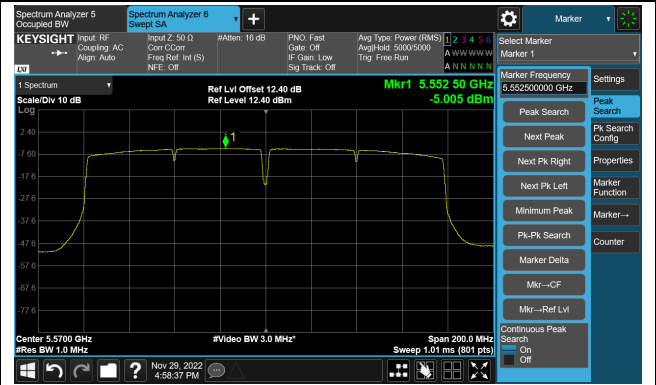 Spectrum Analyzer 5
Occupied BW
Spectrum Analyzer 6
Swept SA
+
Marker
KEYSIGHT
Input: RF
Coupling: AC
Align: Auto
Input Z: 50 Ω
Corr CCorr
Freq Ref: Int (S)
NFE: Off
#Atten: 16 dB
PNO: Fast
Gate: Off
IF Gain: Low
Sig Track: Off
Avg Type: Power (RMS)
Avg|Hold: 5000/5000
Trig: Free Run
1 2 3 4 5 6
A W W W W W
A N N N N N
LXI
Select Marker
Marker 1
1 Spectrum
Scale/Div 10 dB
Ref Lvl Offset 12.40 dB
Ref Level 12.40 dBm
Mkr1 5.552 50 GHz
-5.005 dBm
Log
1
2.40
-7.60
-17.6
-27.6
-37.6
-47.6
-57.6
-67.6
-77.6
Center 5.5700 GHz
#Res BW 1.0 MHz
#Video BW 3.0 MHz*
Span 200.0 MHz
Sweep 1.01 ms (801 pts)
Marker Frequency
5.552500000 GHz
Peak Search
Next Peak
Next Pk Right
Next Pk Left
Minimum Peak
Pk-Pk Search
Marker Delta
Mkr→CF
Mkr→Ref Lvl
Continuous Peak
Search
On
Off
Settings
Peak
Search
Pk Search
Config
Properties
Marker
Function
Marker→
Counter
?
Nov 29, 2022
4:58:37 PM